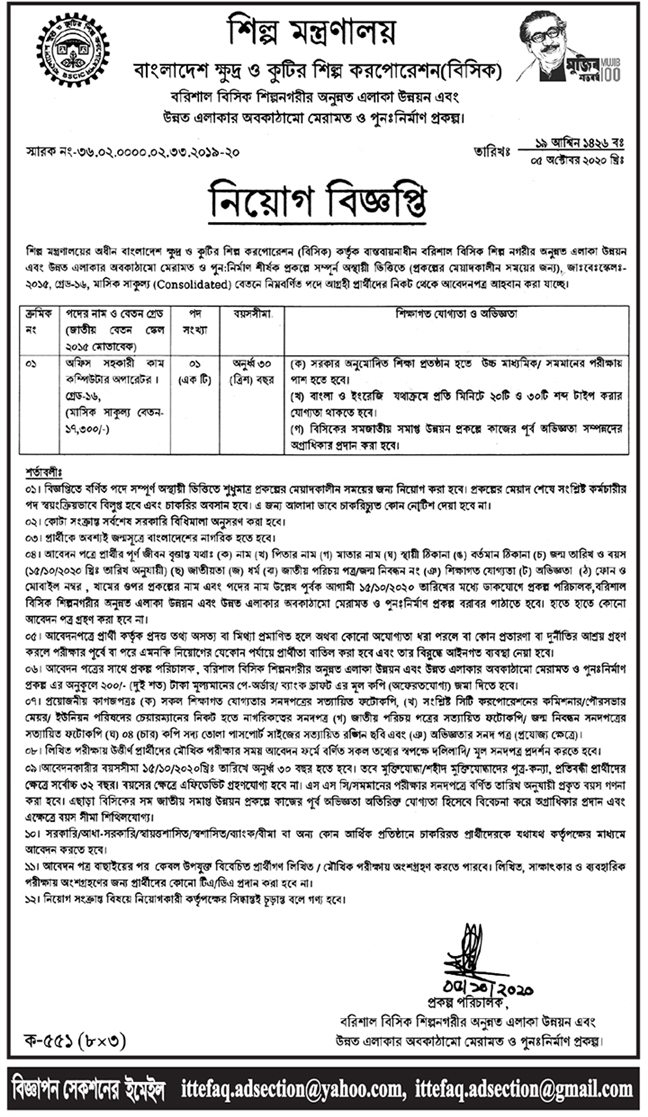 শিল্প মন্ত্রণালয়
বাংলাদেশ ক্ষুদ্র ও কুটির শিল্প করপোরেশন(বিসিক)
বরিশাল বিসিক শিল্পনগরীর অনুন্নত এলাকা উন্নয়ন এবং
উন্নত এলাকার অবকাঠামো মেরামত ও পুনঃনির্মাণ প্রকল্প।
BSCIC
মুজিব শতবর্ষ MUJIB 100
স্মারক নং-৩৬.০২.০০০০.০২.৩৩.২০১৯-২০
তারিখঃ ১৯ আশ্বিন ১৪২৬ বঃ
০৫ অক্টোবর ২০২০ খ্রিঃ
নিয়োগ বিজ্ঞপ্তি
শিল্প মন্ত্রণালয়ের অধীন বাংলাদেশ ক্ষুদ্র ও কুটির শিল্প করপোরেশন (বিসিক) কর্তৃক বাস্তবায়নাধীন বরিশাল বিসিক শিল্প নগরীর অনুন্নত এলাকা উন্নয়ন
এবং উন্নত এলাকার অবকাঠামো মেরামত ও পুন:নির্মাণ শীর্ষক প্রকল্পে সম্পূর্ন অস্থায়ী ভিত্তিতে (প্রকল্পের মেয়াদকালীন সময়ের জন্য), জাঃবেঃস্কেলঃ-
২০১৫, গ্রেড-১৬, মাসিক সাকুল্য (Consolidated) বেতনে নিম্নবর্ণিত পদে আগ্রহী প্রার্থীদের নিকট থেকে আবেদনপত্র আহবান করা যাচ্ছে।
ক্রমিক নং
পদের নাম ও বেতন গ্রেড (জাতীয় বেতন স্কেল ২০১৫ মোতাবেক)
পদ সংখ্যা
বয়সসীমা
শিক্ষাগত যোগ্যতা ও অভিজ্ঞতা
০১
অফিস সহকারী কাম
কম্পিউটার অপারেটর।
গ্রেড-১৬,
(মাসিক সাকুল্য বেতন-
১৭,৩০০/-)
০১
(এক টি)
অনুর্ধ্ব ৩০
(ত্রিশ) বছর
(ক) সরকার অনুমোদিত শিক্ষা প্রতষ্ঠান হতে উচ্চ মাধ্যমিক/ সমমানের পরীক্ষায়
পাশ হতে হবে।
(খ) বাংলা ও ইংরেজি যথাক্রমে প্রতি মিনিটে ২০টি ও ৩০টি শব্দ টাইপ করার
যোগ্যতা থাকতে হবে।
(গ) বিসিকের সমজাতীয় সমাপ্ত উন্নয়ন প্রকল্পে কাজের পূর্ব অভিজ্ঞতা সম্পন্নদের
অগ্রাধিকার প্রদান করা হবে।
শর্তাবলীঃ
০১। বিজ্ঞপ্তিতে বর্ণিত পদে সম্পূর্ণ অস্থায়ী ভিত্তিতে শুধুমাত্র প্রকল্পের মেয়াদকালীন সময়ের জন্য নিয়োগ করা হবে। প্রকল্পের মেয়াদ শেষে সংশ্লিষ্ট কর্মচারীর
পদ স্বয়ংক্রিয়ভাবে বিলুপ্ত হবে এবং চাকরির অবসান হবে। এ জন্য আলাদা ভাবে চাকরিচ্যুত কোন নোটিশ দেয়া হবে না।
০২। কোটা সংক্রান্ত সর্বশেষ সরকারি বিধিমালা অনুসরণ করা হবে।
০৩। প্রার্থীকে অবশ্যই জন্মসূত্রে বাংলাদেশের নাগরিক হতে হবে।
০৪। আবেদন পত্রে প্রার্থীর পূর্ণ জীবন বৃত্তান্ত যথাঃ (ক) নাম (খ) পিতার নাম (গ) মাতার নাম (ঘ) স্থায়ী ঠিকানা (ঙ) বর্তমান ঠিকানা (চ) জন্ম তারিখ ও বয়স
(১৫/১০/২০২০ খ্রিঃ তারিখ অনুযায়ী) (ছ) জাতীয়তা (জ) ধর্ম (ঝ) জাতীয় পরিচয় পত্র/জন্ম নিবন্ধন নং (ঞ) শিক্ষাগত যোগ্যতা (ট) অভিজ্ঞতা (ঠ) ফোন ও
মোবাইল নম্বর , খামের ওপর প্রকল্পের নাম এবং পদের নাম উল্লেখ পূর্বক আগামী ১৫/১০/২০২০ তারিখের মধ্যে ডাকযোগে প্রকল্প পরিচালক,বরিশাল
বিসিক শিল্পনগরীর অনুন্নত এলাকা উন্নয়ন এবং উন্নত এলাকার অবকাঠামো মেরামত ও পুনঃনির্মাণ প্রকল্প বরাবর পাঠাতে হবে। হাতে হাতে কোনো
আবেদন পত্র গ্রহণ করা হবে না।
০৫। আবেদনপত্রে প্রার্থী কর্তৃক প্রদত্ত তথ্য অসত্য বা মিথ্যা প্রমাণিত হলে অথবা কোনো অযোগ্যতা ধরা পরলে বা কোন প্রতারণা বা দুর্নীতির আশ্রয় গ্রহণ
করলে পরীক্ষার পূর্বে বা পরে এমনকি নিয়োগের যেকোন পর্যায়ে প্রার্থীতা বাতিল করা হবে এবং তার বিরুদ্ধে আইনগত ব্যবস্থা নেয়া হবে।
০৬। আবেদন পত্রের সাথে প্রকল্প পরিচালক , বরিশাল বিসিক শিল্পনগরীর অনুন্নত এলাকা উন্নয়ন এবং উন্নত এলাকার অবকাঠামো মেরামত ও পুনঃনির্মাণ
প্রকল্প এর অনুকূলে ২০০/- (দুই শত) টাকা মূল্যমানের পে-অর্ডার/ ব্যাংক ড্রাফট এর মূল কপি (অফেরতযোগ্য) জমা দিতে হবে।
০৭। প্রয়োজনীয় কাগজপত্রঃ (ক) সকল শিক্ষাগত যোগ্যতার সনদপত্রের সত্যায়িত ফটোকপি, (খ) সংশ্লিষ্ট সিটি করপোরেশনের কমিশনার/পৌরসভার
মেয়র/ ইউনিয়ন পরিষদের চেয়ারম্যানের নিকট হতে নাগরিকত্বের সনদপত্র (গ) জাতীয় পরিচয় পত্রের সত্যায়িত ফটোকপি/ জন্ম নিবন্ধন সনদপত্রের
সত্যায়িত ফটোকপি (ঘ) ০৪ (চার) কপি সদ্য তোলা পাসপোর্ট সাইজের সত্যায়িত রঙ্গিন ছবি এবং (ঞ) অভিজ্ঞতার সনদ পত্র (প্রযোজ্য ক্ষেত্রে)।
০৮। লিখিত পরীক্ষায় উত্তীর্ণ প্রার্থীদের মৌখিক পরীক্ষার সময় আবেদন ফর্মে বর্ণিত সকল তথ্যের স্বপক্ষে দলিলাদি/ মূল সনদপত্র প্রদর্শন করতে হবে।
০৯।আবেদনকারীর বয়সসীমা ১৫/১০/২০২০খ্রিঃ তারিখে অনুর্ধ্ব ৩০ বছর হতে হবে। তবে মুক্তিযোদ্ধা/শহীদ মুক্তিযোদ্ধাদের পুত্র-কন্যা, প্রতিবন্ধী প্রার্থীদের
ক্ষেত্রে সর্বোচ্চ ৩২ বছর। বয়সের ক্ষেত্রে এফিডেভিট গ্রহণযোগ্য হবে না। এস এস সি/সমমানের পরীক্ষার সনদপত্রে বর্ণিত তারিখ অনুযায়ী প্রকৃত বয়স গণনা
করা হবে। এছাড়া বিসিকের সম জাতীয় সমাপ্ত উন্নয়ন প্রকল্পে কাজের পূর্ব অভিজ্ঞতা অতিরিক্ত যোগ্যতা হিসেবে বিবেচনা করে অগ্রাধিকার প্রদান এবং
এক্ষেত্রে বয়স সীমা শিথিলযোগ্য।
১০। সরকারি/আধা-সরকারি/স্বায়ত্তশাসিত/স্বশাসিত/ব্যাংক/বীমা বা অন্য কোন আর্থিক প্রতিষ্ঠানে চাকরিরত প্রার্থীদেরকে যথাযথ কর্তৃপক্ষের মাধ্যমে
আবেদন করতে হবে।
১১। আবেদন পত্র বাছাইয়ের পর কেবল উপযুক্ত বিবেচিত প্রার্থীগণ লিখিত / মৌখিক পরীক্ষায় অংশগ্রহণ করতে পারবে। লিখিত, সাক্ষাৎকার ও ব্যবহারিক
পরীক্ষায় অংশগ্রহণের জন্য প্রার্থীদের কোনো টিএ/ডিএ প্রদান করা হবে না।
১২। নিয়োগ সংক্রান্ত বিষয়ে নিয়োগকারী কর্তৃপক্ষের সিদ্ধান্তই চূড়ান্ত বলে গণ্য হবে।
০৫/১০/২০২০
প্রকল্প পরিচালক,
বরিশাল বিসিক শিল্পনগরীর অনুন্নত এলাকা উন্নয়ন এবং
উন্নত এলাকার অবকাঠামো মেরামত ও পুনঃনির্মাণ প্রকল্প।
ক-৫৫১ (৮×৩)
বিজ্ঞাপন সেকশনের ইমেইল ittefaq.adsection@yahoo.com, ittefaq.adsection@gmail.com